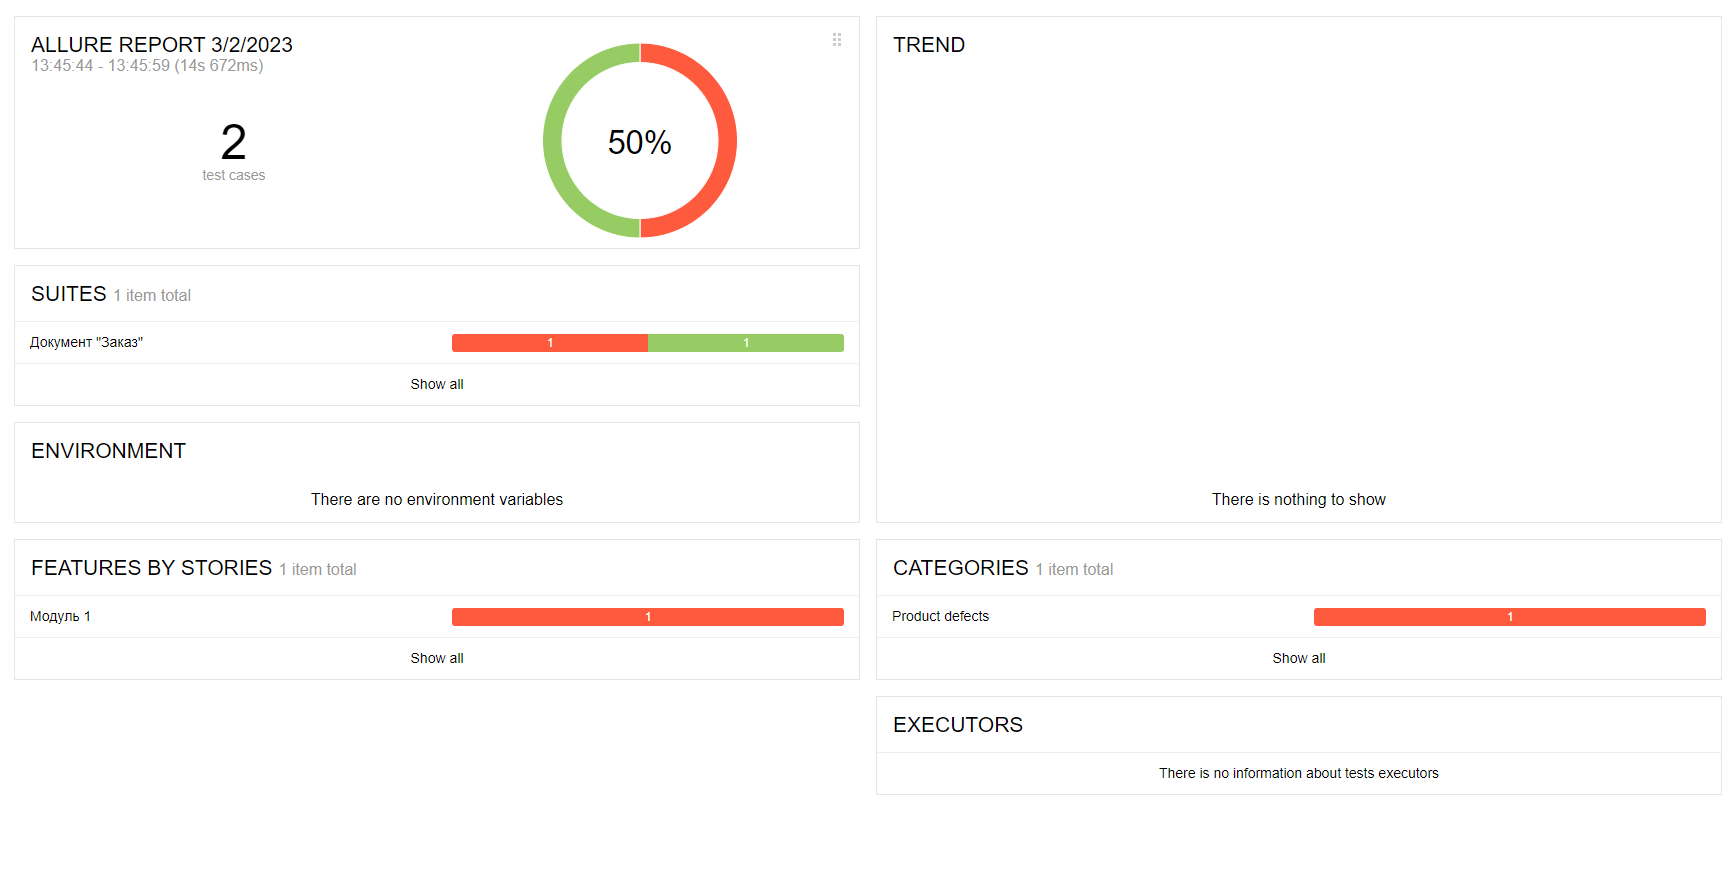 ALLURE REPORT 3/2/2023
13:45:44 - 13:45:59 (14s 672ms)
2
test cases
50%
SUITES 1 item total
Документ "Заказ" 1 1
Show all
ENVIRONMENT
There are no environment variables
FEATURES BY STORIES 1 item total
Модуль 1 1
Show all
TREND
There is nothing to show
CATEGORIES 1 item total
Product defects 1
Show all
EXECUTORS
There is no information about tests executors